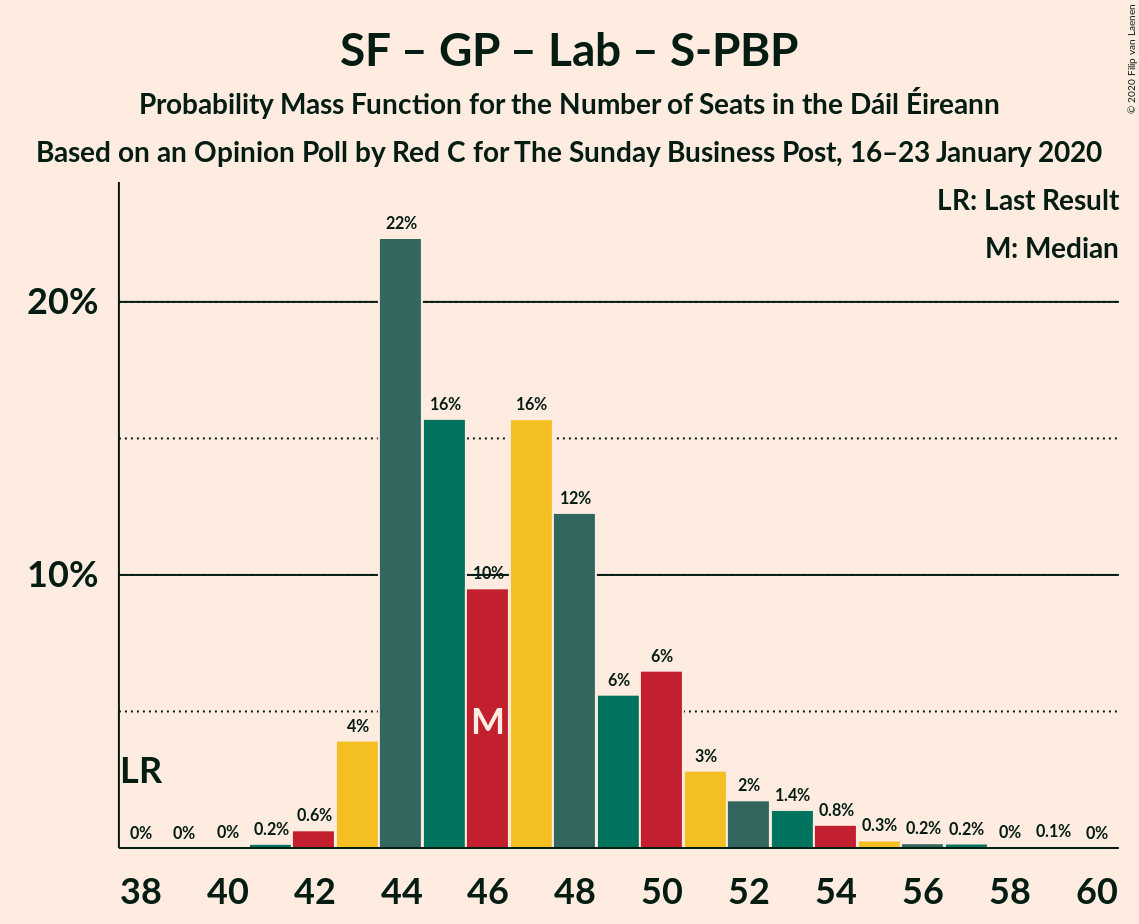 SF – GP – Lab – S-PBP
Probability Mass Function for the Number of Seats in the Dáil Éireann
Based on an Opinion Poll by Red C for The Sunday Business Post, 16–23 January 2020
© 2020 Filip van Laenen
LR: Last Result
M: Median
20%
10%
22%
16%
16%
12%
10%
6%
6%
4%
3%
2%
1.4%
0.8%
0.6%
0.3%
0.2%
0.2%
0.2%
0.1%
0%
0%
0%
0%
0%
LR
M
38 40 42 44 46 48 50 52 54 56 58 60